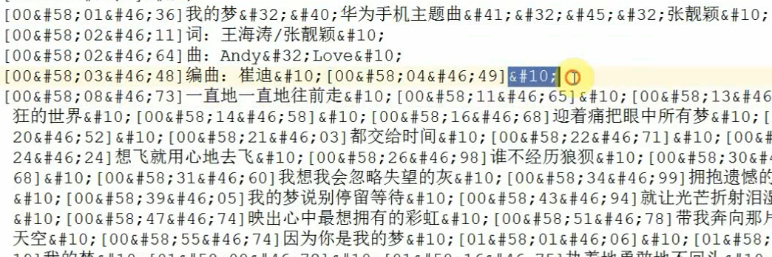 [00&#58;01&#46;36]我的梦&#32;&#40;华为手机主题曲&#41;&#32;&#45;&#32;张靓颖&#10;
[00&#58;02&#46;11]词：王海涛/张靓颖&#10;
[00&#58;02&#46;64]曲：Andy&#32;Love&#10;
[00&#58;03&#46;48]编曲：崔迪&#10;[00&#58;04&#46;49]&#10;
[00&#58;08&#46;73]一直地一直地往前走&#10;[00&#58;11&#46;65]&#10;[00&#58;13&#46
狂的世界&#10;[00&#58;14&#46;58]&#10;[00&#58;16&#46;68]迎着痛把眼中所有梦&#10;[
20&#46;52]&#10;[00&#58;21&#46;03]都交给时间&#10;[00&#58;22&#46;71]&#10;[0
24&#46;24]想飞就用心地去飞&#10;[00&#58;26&#46;98]谁不经历狼狈&#10;[00&#58;30&#4
68]&#10;[00&#58;31&#46;60]我想我会忽略失望的灰&#10;[00&#58;34&#46;99]拥抱遗憾的
&#10;[00&#58;39&#46;05]我的梦说别停留等待&#10;[00&#58;43&#46;94]就让光芒折射泪湿
&#10;[00&#58;47&#46;74]映出心中最想拥有的彩虹&#10;[00&#58;51&#46;78]带我奔向那片
天空&#10;[00&#58;55&#46;74]因为你是我的梦&#10;[01&#58;01&#46;06]&#10;[01&#58;